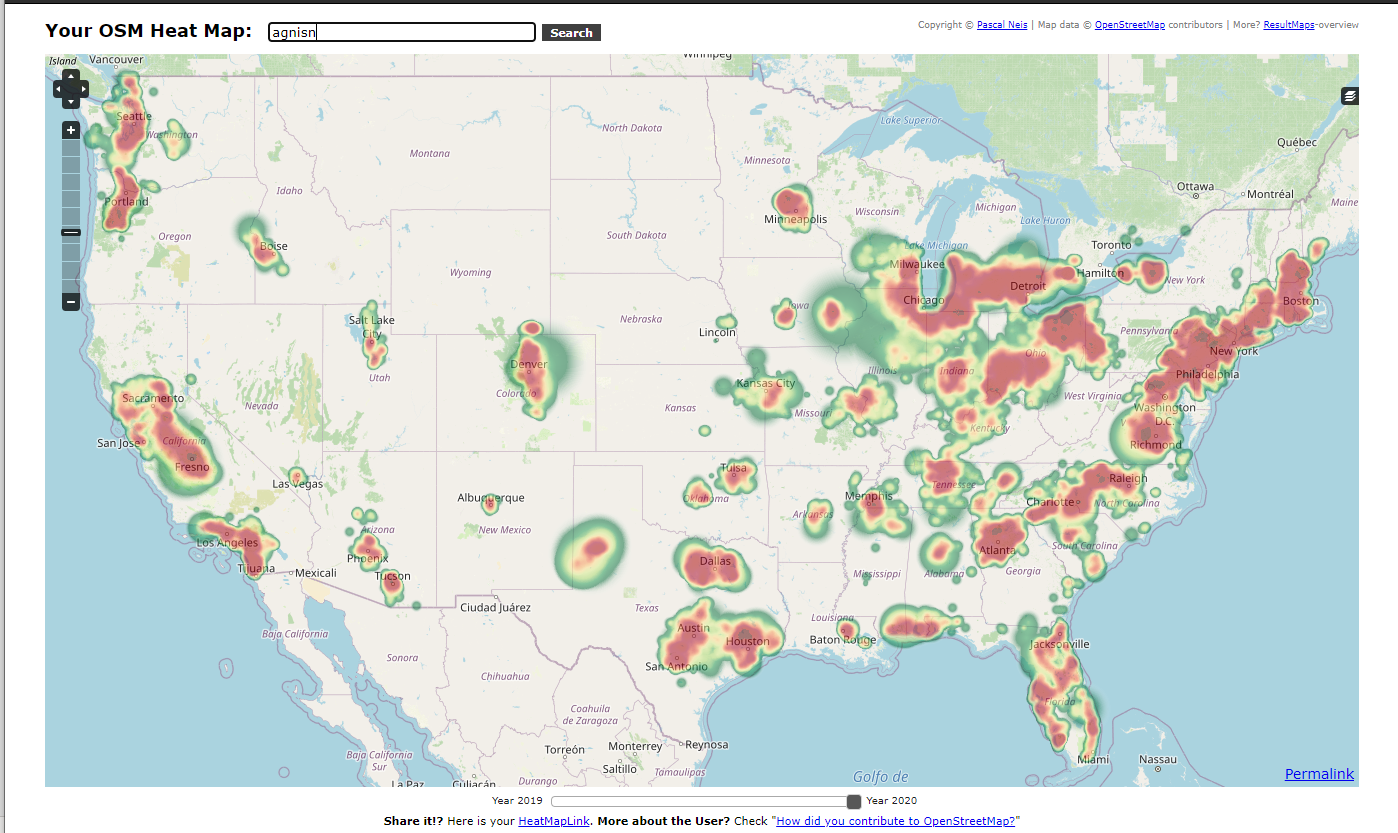 Your OSM Heat Map: agnisn Search
Copyright © Pascal Neis | Map data © OpenStreetMap contributors | More? ResultMaps-overview
Island
Vancouver
Winnipeg
Seattle
Washington
Lake Superior
North Dakota
Montana
Minnesota
Québec
Ottawa
Montréal
Idaho
Portland
Maine
Minneapolis
Wisconsin
Michigan
Lake Huron
Oregon
Boise
South Dakota
Lake Michigan
Toronto
Milwaukee
Wyoming
Hamilton
New York
Detroit
Chicago
Boston
Iowa
Salt Lake
City
Nebraska
Lincoln
Pennsylvania
New York
Ohio
Denver
Illinois
Indiana
Philadelphia
Utah
Kansas City
Colorado
Sacramento
Nevada
Kansas
Missouri
West Virginia
Washington
D.C.
Kentucky
San Jose
California
Richmond
Fresno
Tulsa
Las Vegas
Tennessee
Raleigh
Albuquerque
Oklahoma
Memphis
Charlotte
North Carolina
Arkansas
Arizona
New Mexico
Los Angeles
South Carolina
Atlanta
Phoenix
Dallas
Tijuana
Mexicali
Tucson
Mississippi
Alabama
Georgia
Ciudad Juárez
Texas
Louisiana
Austin
Baja California
Houston
Baton Rouge
Jacksonville
Sonora
San Antonio
Chihuahua
Florida
Coahuila
de Zaragoza
Baja California
Sur
Torreón
Monterrey
Reynosa
Miami
Nassau
Saltillo
Tamaulipas
La Paz
Culiacán
Durango
Golfo de
Permalink
Year 2019
Year 2020
Share it!? Here is your HeatMapLink. More about the User? Check "How did you contribute to OpenStreetMap?"